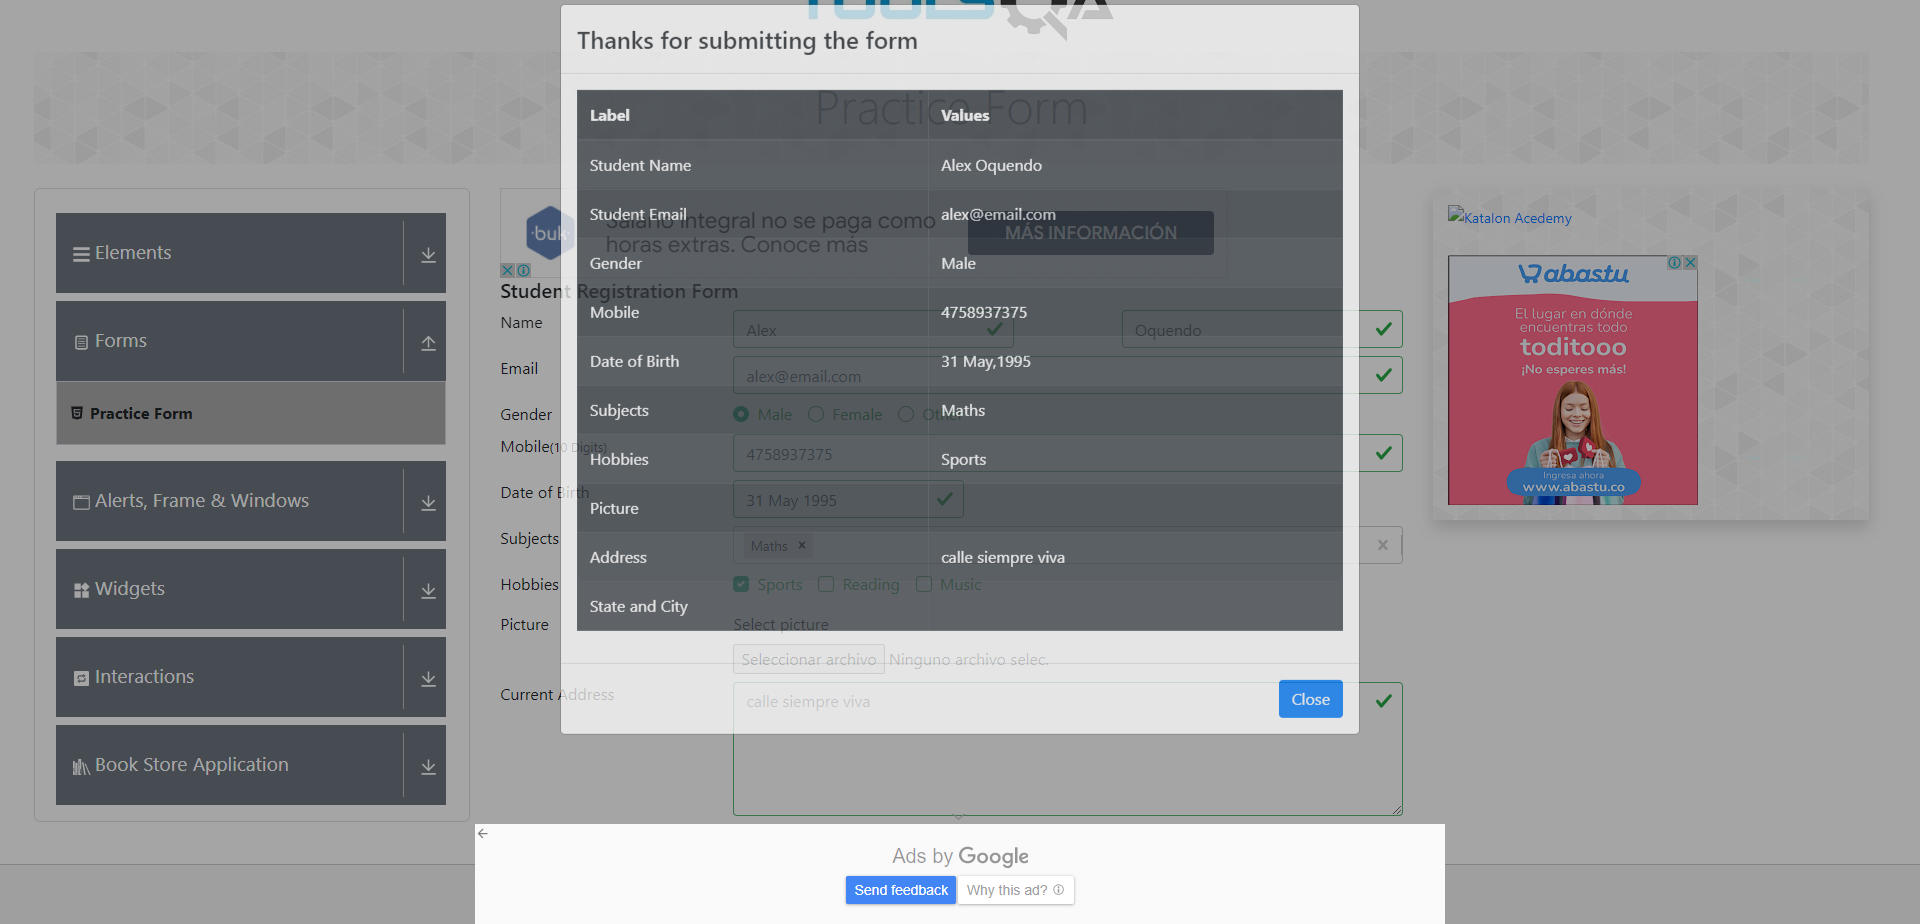 TOOLSQA
Thanks for submitting the form
Practice Form
Label Values
Student Name Alex Oquendo
Student Email alex@email.com
Gender Male
Mobile 4758937375
Date of Birth 31 May,1995
Subjects Maths
Hobbies Sports
Picture
Address calle siempre viva
State and City
Close
Elements
Forms
Practice Form
Alerts, Frame & Windows
Widgets
Interactions
Book Store Application
buk
Salario integral no se paga como
horas extras. Conoce más
MÁS INFORMACIÓN
Student Registration Form
Name Alex Oquendo
Email alex@email.com
Gender Male Female Other
Mobile(10 Digits) 4758937375
Date of Birth 31 May 1995
Subjects Maths
Hobbies Sports Reading Music
Picture Select picture
Seleccionar archivo Ninguno archivo selec.
Current Address calle siempre viva
Katalon Acedemy
abastu
El lugar en dónde
encuentras todo
toditooo
¡No esperes más!
Ingresa ahora
www.abastu.co
Ads by Google
Send feedback Why this ad?